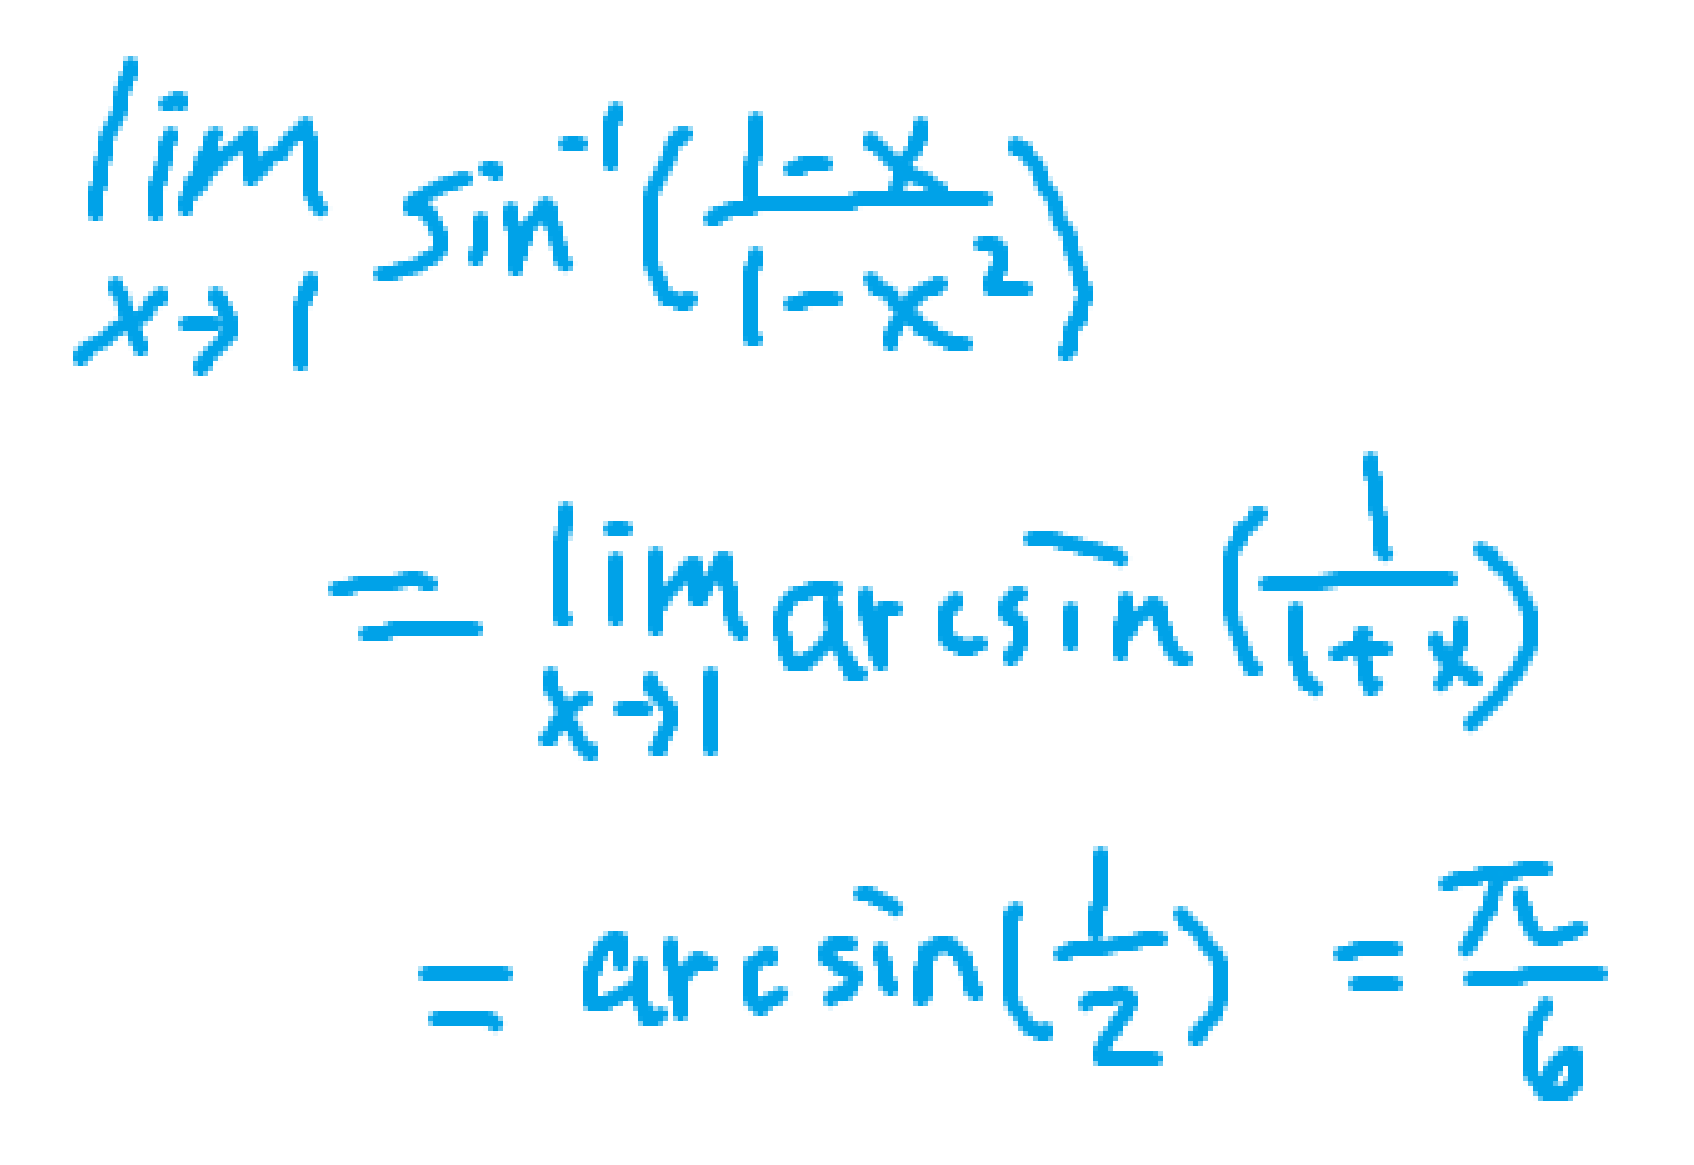 lim x→1 sin⁻¹((1-x)/(1-x²))
= lim x→1 arcsin(1/(1+x))
= arcsin(1/2) = π/6